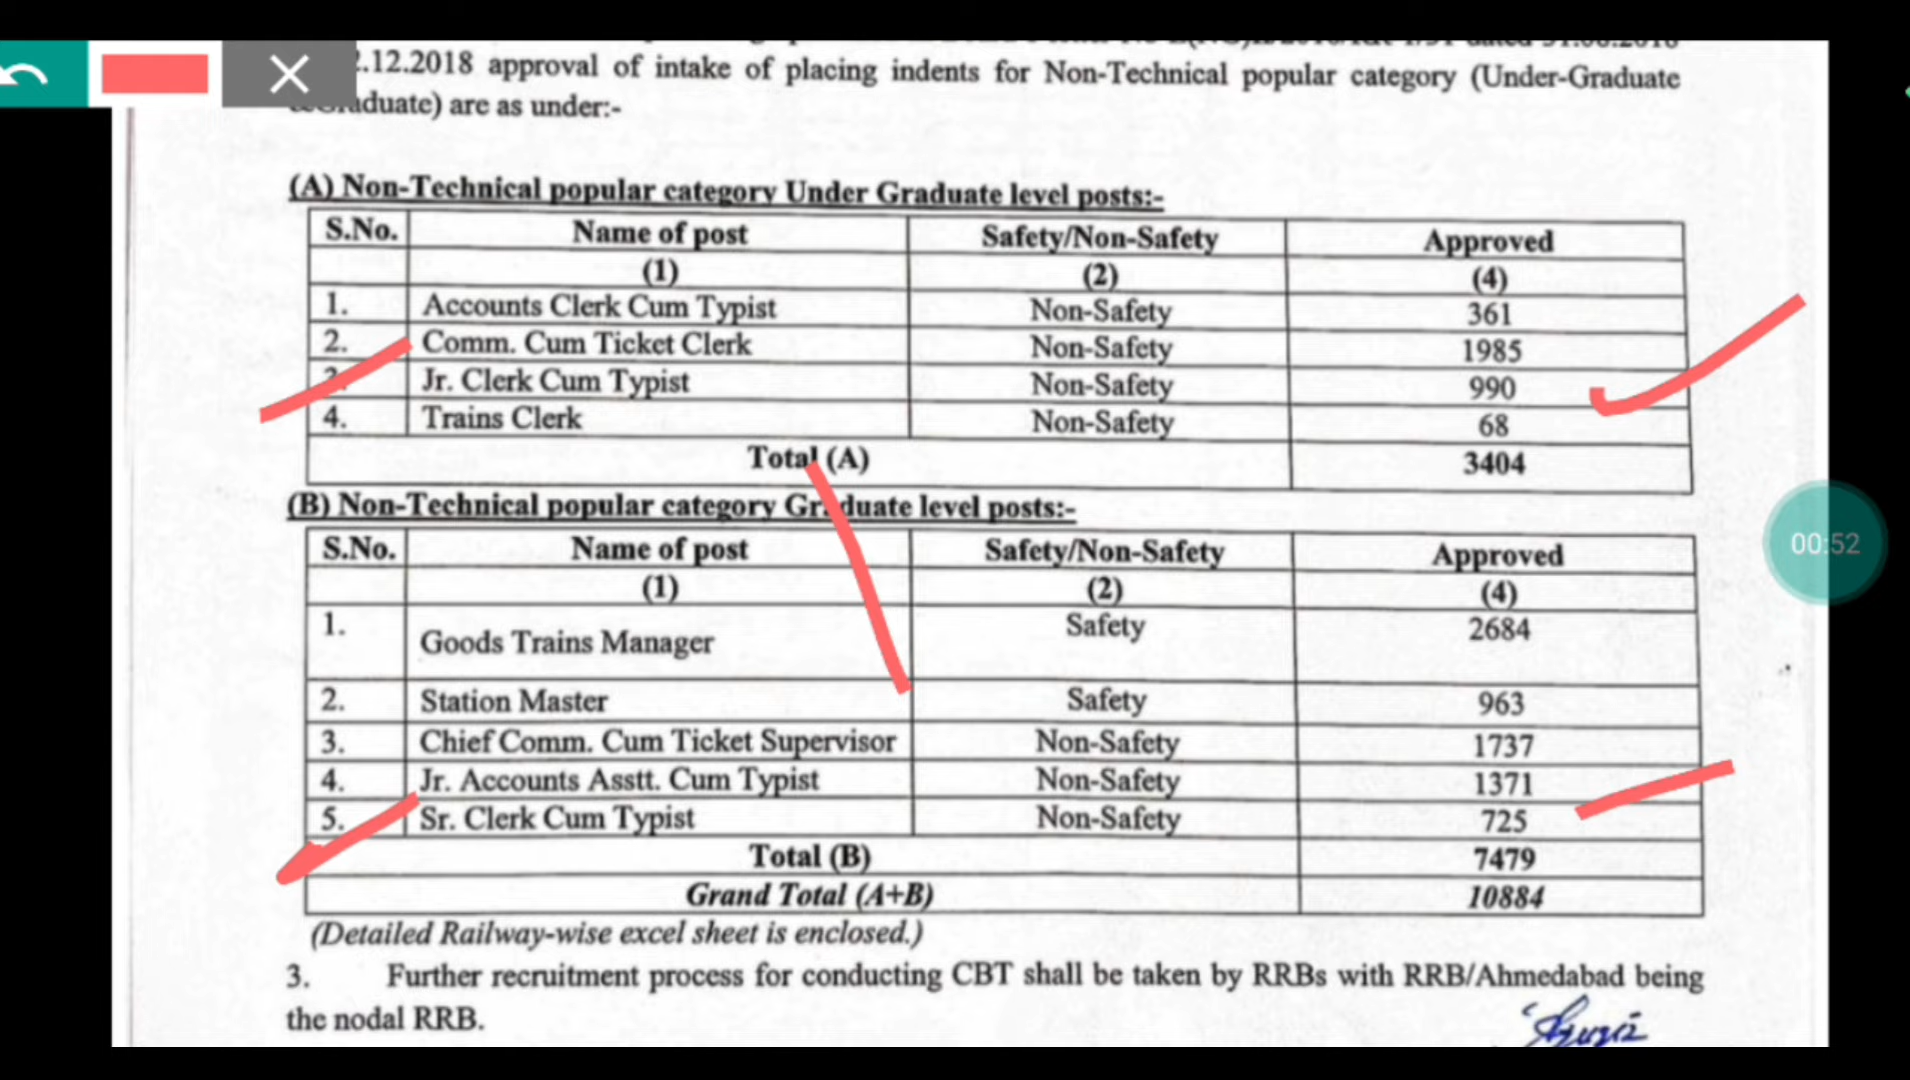 .12.2018 approval of intake of placing indents for Non-Technical popular category (Under-Graduate
duate) are as under:-
(A) Non-Technical popular category Under Graduate level posts:-
S.No. Name of post Safety/Non-Safety Approved
(1) (2) (4)
1. Accounts Clerk Cum Typist Non-Safety 361
2. Comm. Cum Ticket Clerk Non-Safety 1985
3. Jr. Clerk Cum Typist Non-Safety 990
4. Trains Clerk Non-Safety 68
Total (A) 3404
(B) Non-Technical popular category Graduate level posts:-
S.No. Name of post Safety/Non-Safety Approved
(1) (2) (4)
1. Goods Trains Manager Safety 2684
2. Station Master Safety 963
3. Chief Comm. Cum Ticket Supervisor Non-Safety 1737
4. Jr. Accounts Asstt. Cum Typist Non-Safety 1371
5. Sr. Clerk Cum Typist Non-Safety 725
Total (B) 7479
Grand Total (A+B) 10884
(Detailed Railway-wise excel sheet is enclosed.)
3. Further recruitment process for conducting CBT shall be taken by RRBs with RRB/Ahmedabad being
the nodal RRB.
00:52